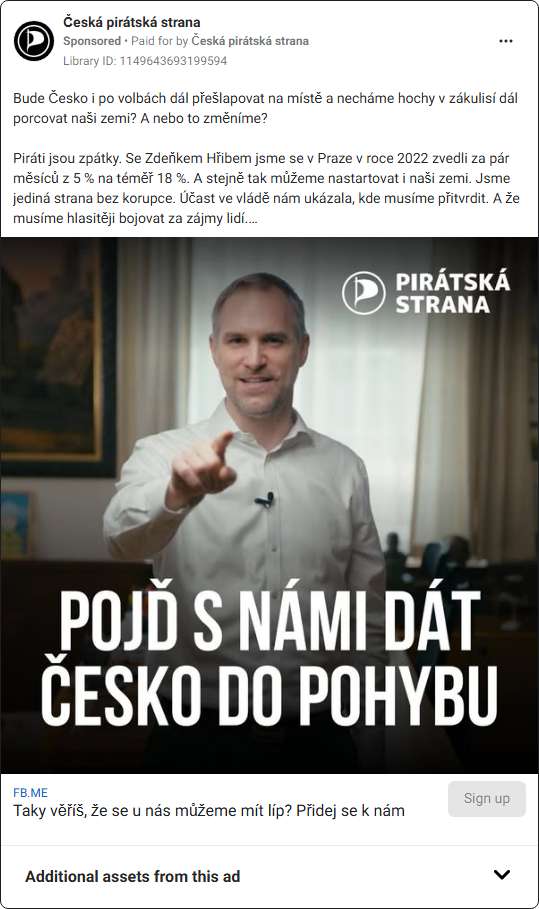 Česká pirátská strana
Sponsored • Paid for by Česká pirátská strana
Library ID: 1149643693199594
Bude Česko i po volbách dál přešlapovat na místě a necháme hochy v zákulisí dál
porcovat naši zemi? A nebo to změníme?
Piráti jsou zpátky. Se Zdeňkem Hřibem jsme se v Praze v roce 2022 zvedli za pár
měsíců z 5 % na téměř 18 %. A stejně tak můžeme nastartovat i naši zemi. Jsme
jediná strana bez korupce. Účast ve vládě nám ukázala, kde musíme přitvrdit. A že
musíme hlasitěji bojovat za zájmy lidí....
PIRÁTSKÁ
STRANA
POJĎ S NÁMI DÁT
ČESKO DO POHYBU
FB.ME
Taky věříš, že se u nás můžeme mít líp? Přidej se k nám
Sign up
Additional assets from this ad